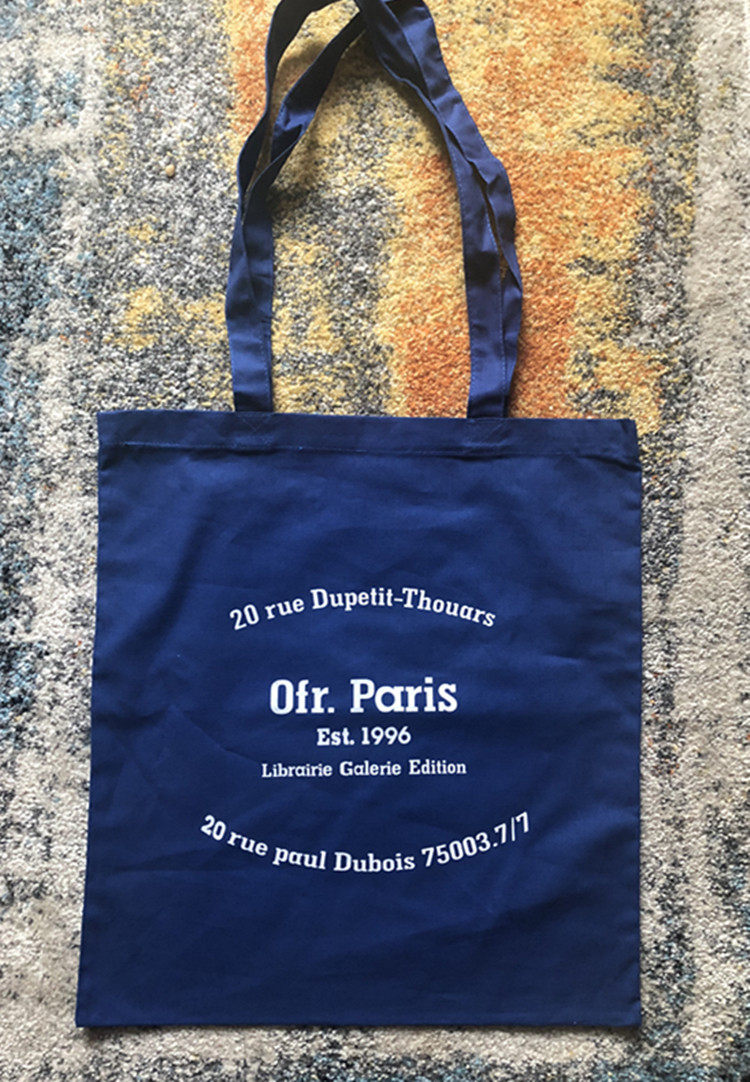 20 rue Dupetit-Thouars
Ofr. Paris
Est. 1996
Librairie Galerie Edition
20 rue paul Dubois 75003.7/7